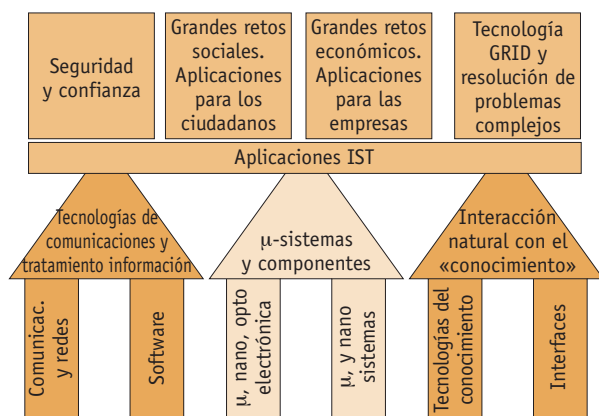 Seguridad
y confianza
Grandes retos
sociales.
Aplicaciones
para los
ciudadanos
Grandes retos
económicos.
Aplicaciones
para las
empresas
Tecnología
GRID y
resolución de
problemas
complejos
Aplicaciones IST
Tecnologías de
comunicaciones y
tratamiento información
μ-sistemas
y componentes
Interacción
natural con el
«conocimiento»
Comunicac.
y redes
Software
μ, nano, opto
electrónica
μ, y nano
sistemas
Tecnologías del
conocimiento
Interfaces